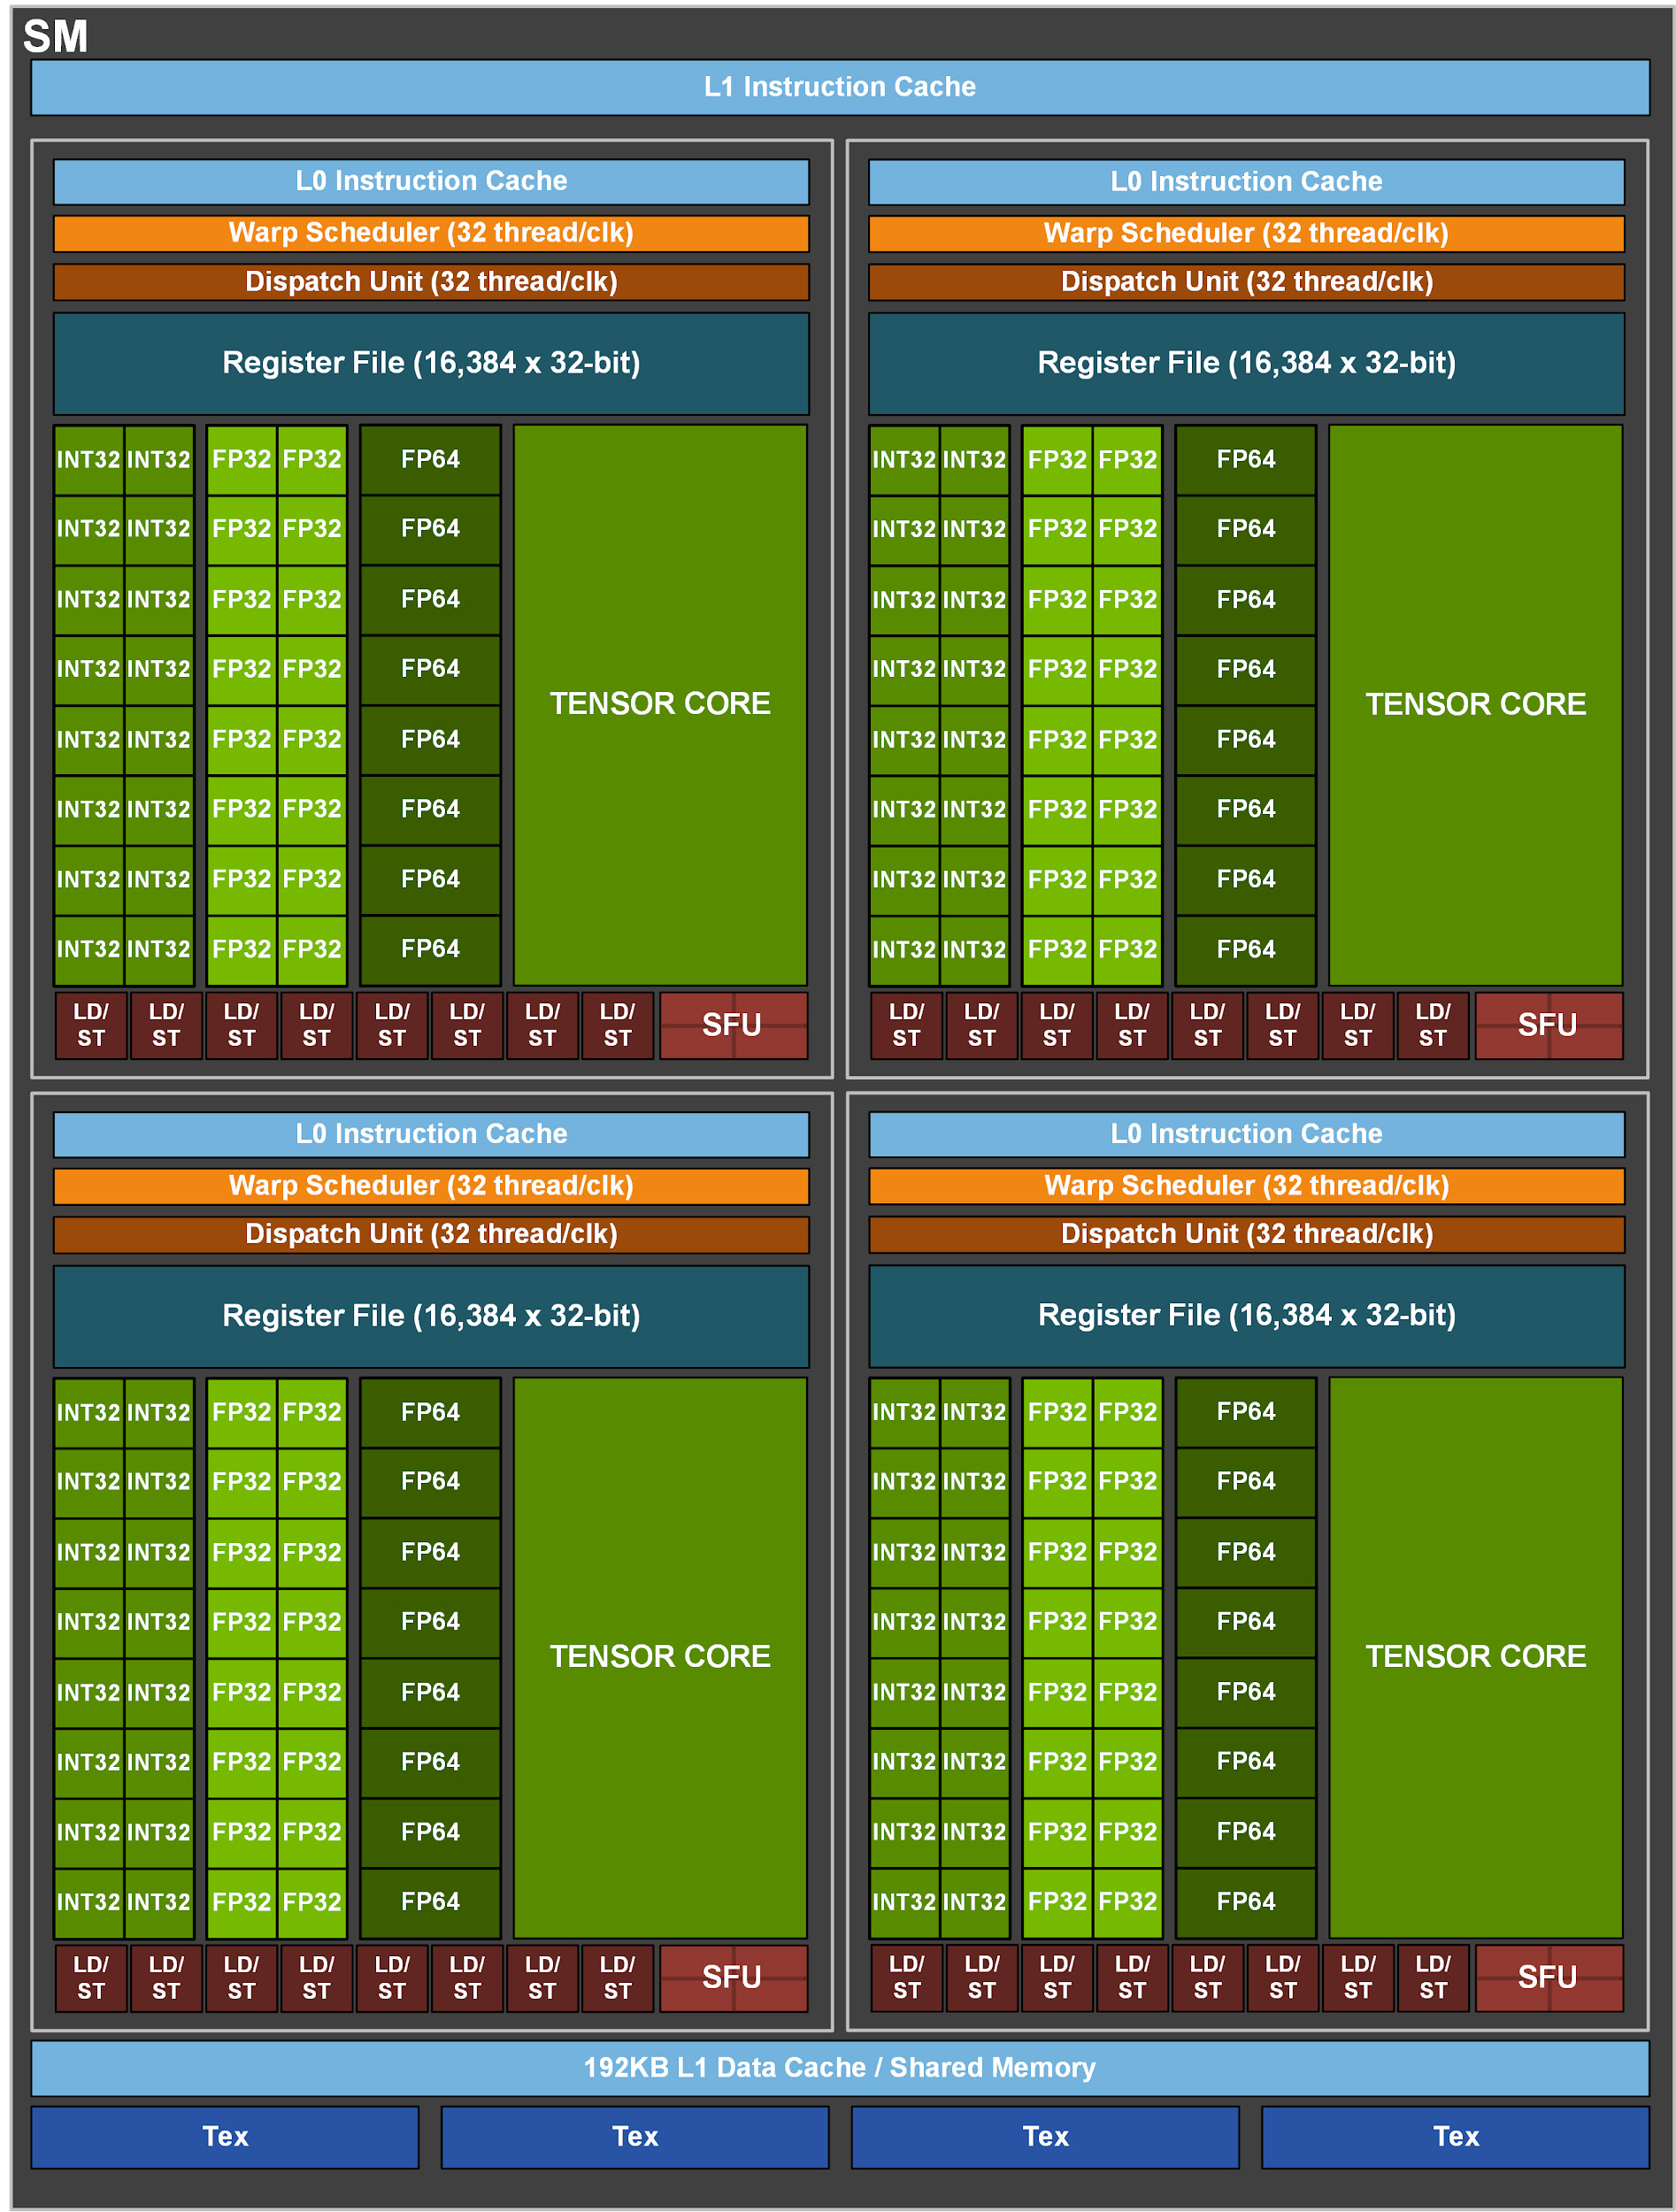 SM
L1 Instruction Cache
L0 Instruction Cache
Warp Scheduler (32 thread/clk)
Dispatch Unit (32 thread/clk)
Register File (16,384 x 32-bit)
INT32 INT32 FP32 FP32 FP64
INT32 INT32 FP32 FP32 FP64
INT32 INT32 FP32 FP32 FP64
INT32 INT32 FP32 FP32 FP64
TENSOR CORE
INT32 INT32 FP32 FP32 FP64
INT32 INT32 FP32 FP32 FP64
INT32 INT32 FP32 FP32 FP64
INT32 INT32 FP32 FP32 FP64
LD/ LD/ LD/ LD/ LD/ LD/ LD/ LD/
ST ST ST ST ST ST ST ST
SFU
L0 Instruction Cache
Warp Scheduler (32 thread/clk)
Dispatch Unit (32 thread/clk)
Register File (16,384 x 32-bit)
INT32 INT32 FP32 FP32 FP64
INT32 INT32 FP32 FP32 FP64
INT32 INT32 FP32 FP32 FP64
INT32 INT32 FP32 FP32 FP64
TENSOR CORE
INT32 INT32 FP32 FP32 FP64
INT32 INT32 FP32 FP32 FP64
INT32 INT32 FP32 FP32 FP64
INT32 INT32 FP32 FP32 FP64
LD/ LD/ LD/ LD/ LD/ LD/ LD/ LD/
ST ST ST ST ST ST ST ST
SFU
L0 Instruction Cache
Warp Scheduler (32 thread/clk)
Dispatch Unit (32 thread/clk)
Register File (16,384 x 32-bit)
INT32 INT32 FP32 FP32 FP64
INT32 INT32 FP32 FP32 FP64
INT32 INT32 FP32 FP32 FP64
INT32 INT32 FP32 FP32 FP64
TENSOR CORE
INT32 INT32 FP32 FP32 FP64
INT32 INT32 FP32 FP32 FP64
INT32 INT32 FP32 FP32 FP64
INT32 INT32 FP32 FP32 FP64
LD/ LD/ LD/ LD/ LD/ LD/ LD/ LD/
ST ST ST ST ST ST ST ST
SFU
L0 Instruction Cache
Warp Scheduler (32 thread/clk)
Dispatch Unit (32 thread/clk)
Register File (16,384 x 32-bit)
INT32 INT32 FP32 FP32 FP64
INT32 INT32 FP32 FP32 FP64
INT32 INT32 FP32 FP32 FP64
INT32 INT32 FP32 FP32 FP64
TENSOR CORE
INT32 INT32 FP32 FP32 FP64
INT32 INT32 FP32 FP32 FP64
INT32 INT32 FP32 FP32 FP64
INT32 INT32 FP32 FP32 FP64
LD/ LD/ LD/ LD/ LD/ LD/ LD/ LD/
ST ST ST ST ST ST ST ST
SFU
192KB L1 Data Cache / Shared Memory
Tex Tex Tex Tex